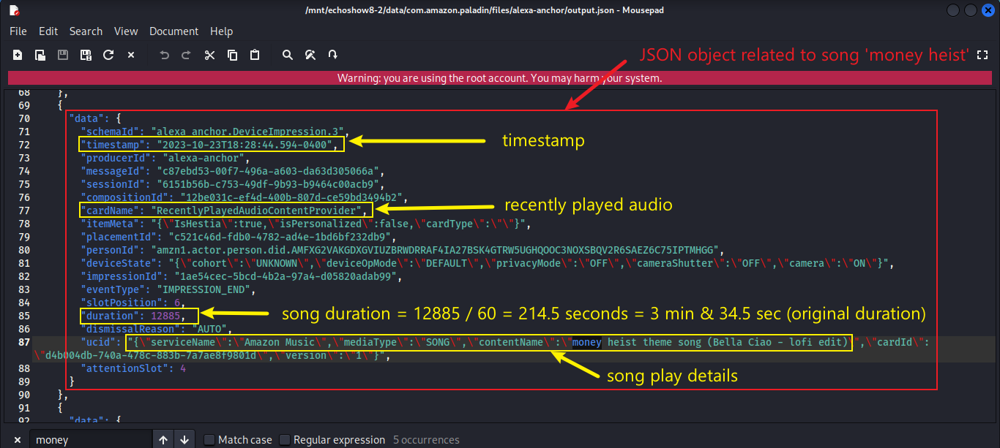 /mnt/echoshow8-2/data/com.amazon.paladin/files/alexa-anchor/output.json - Mousepad
File Edit Search View Document Help
JSON object related to song 'money heist'
Warning: you are using the root account. You may harm your system.
68 },
69 {
70 "data": {
71 "schemaId": "alexa_anchor.DeviceImpression.3",
72 "timestamp": "2023-10-23T18:28:44.594-0400",
timestamp
73 "producerId": "alexa-anchor",
74 "messageId": "c87ebd53-00f7-496a-a603-da63d305066a",
75 "sessionId": "6151b56b-c753-49df-9b93-b9464c00acb9",
76 "compositionId": "12be031c-ef4d-400b-807d-ce59bd3494b2",
77 "cardName": "RecentlyPlayedAudioContentProvider",
recently played audio
78 "itemMeta": "{\"IsHestia\":true,\"isPersonalized\":false,\"cardType\":\"\"}",
79 "placementId": "c521c46d-fdb0-4782-ad4e-1bd6bf232db9",
80 "personId": "amzn1.actor.person.did.AMFXG2VAKGDXGVIUZBRWDRRAF4IA27BSK4GTRW5UGHQOOC3NOXSBQV2R6SAEZ6C75IPTMHGG",
81 "deviceState": "{\"cohort\":\"UNKNOWN\",\"deviceOpMode\":\"DEFAULT\",\"privacyMode\":\"OFF\",\"cameraShutter\":\"OFF\",\"camera\":\"ON\"}",
82 "impressionId": "1ae54cec-5bcd-4b2a-97a4-d05820adab99",
83 "eventType": "IMPRESSION_END",
84 "slotPosition": 6,
85 "duration": 12885,
song duration = 12885 / 60 = 214.5 seconds = 3 min & 34.5 sec (original duration)
86 "dismissalReason": "AUTO",
87 "ucid": "{\"serviceName\":\"Amazon Music\",\"mediaType\":\"SONG\",\"contentName\":\"money heist theme song (Bella Ciao - lofi edit)\",\"cardId\":
\"d4b004db-740a-478c-883b-7a7ae8f9801d\",\"version\":\"1\"}",
88 "attentionSlot": 4
song play details
89 }
90 },
91 {
92 "data": {
money Match case Regular expression 5 occurrences